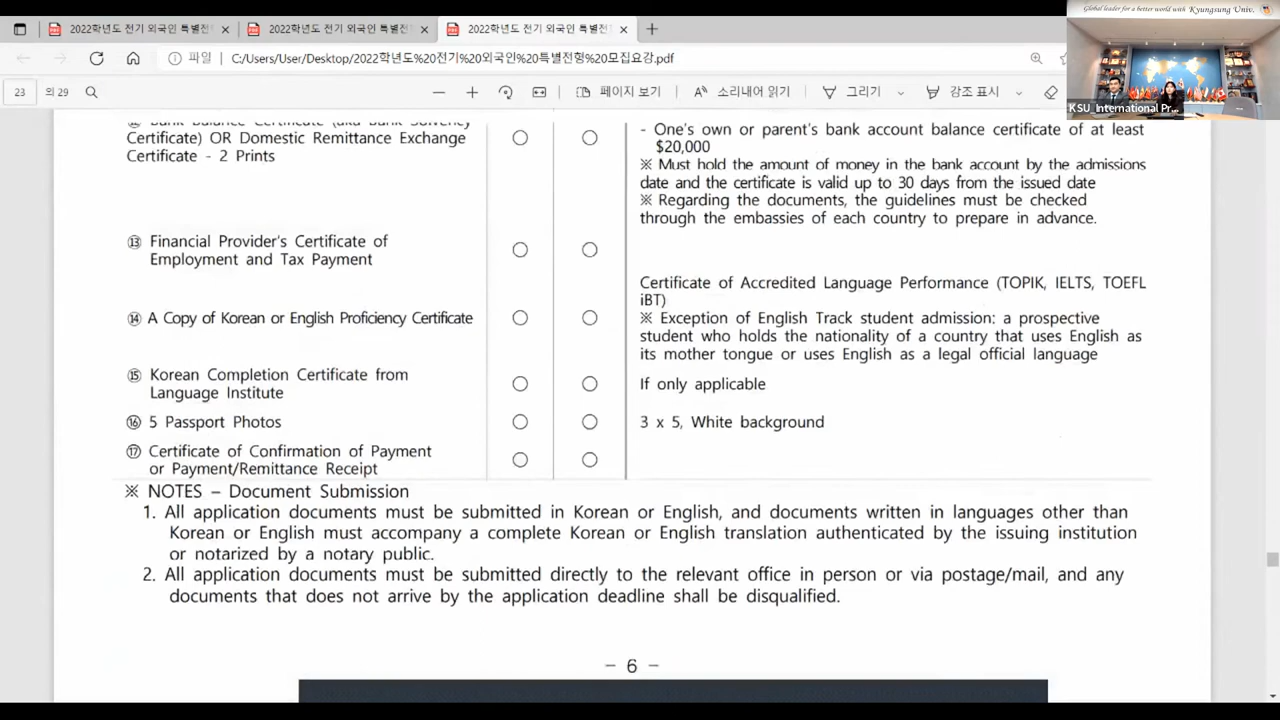 2022학년도 전기 외국인 특별전형
2022학년도 전기 외국인 특별전
2022학년도 전기 외국인 특별전형
Global leader for a better world with Kyungsung Univ.
파일
C:/Users/User/Desktop/2022학년도%20전기%20외국인%20특별전형%20모집요강.pdf
23 의 29
페이지 보기
소리내어 읽기
그리기
강조 표시
KSU_International Pr...
⑫ Bank Balance Certificate (aka Bank Solvency
Certificate) OR Domestic Remittance Exchange
Certificate - 2 Prints
- One's own or parent's bank account balance certificate of at least
$20,000
※ Must hold the amount of money in the bank account by the admissions
date and the certificate is valid up to 30 days from the issued date
※ Regarding the documents, the guidelines must be checked
through the embassies of each country to prepare in advance.
⑬ Financial Provider's Certificate of
Employment and Tax Payment
Certificate of Accredited Language Performance (TOPIK, IELTS, TOEFL
iBT)
⑭ A Copy of Korean or English Proficiency Certificate
※ Exception of English Track student admission: a prospective
student who holds the nationality of a country that uses English as
its mother tongue or uses English as a legal official language
⑮ Korean Completion Certificate from
Language Institute
If only applicable
⑯ 5 Passport Photos
3 x 5, White background
⑰ Certificate of Confirmation of Payment
or Payment/Remittance Receipt
※ NOTES – Document Submission
1. All application documents must be submitted in Korean or English, and documents written in languages other than
Korean or English must accompany a complete Korean or English translation authenticated by the issuing institution
or notarized by a notary public.
2. All application documents must be submitted directly to the relevant office in person or via postage/mail, and any
documents that does not arrive by the application deadline shall be disqualified.
- 6 -